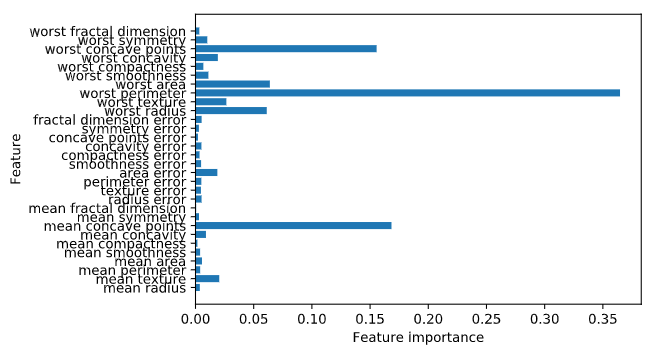 worst fractal dimension
worst symmetry
worst concave points
worst concavity
worst compactness
worst smoothness
worst area
worst perimeter
worst texture
worst radius
fractal dimension error
symmetry error
concave points error
concavity error
compactness error
smoothness error
area error
perimeter error
texture error
radius error
mean fractal dimension
mean symmetry
mean concave points
mean concavity
mean compactness
mean smoothness
mean area
mean perimeter
mean texture
mean radius
Feature
0.00 0.05 0.10 0.15 0.20 0.25 0.30 0.35
Feature importance